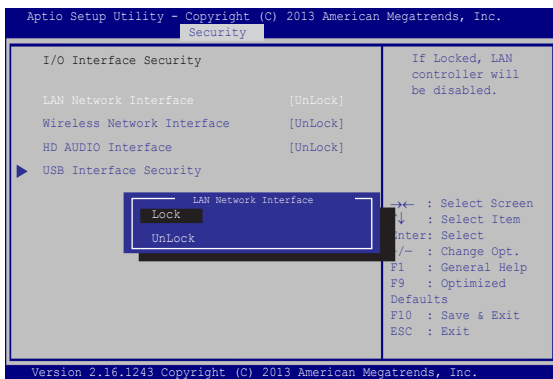 Aptio Setup Utility - Copyright (C) 2013 American Megatrends, Inc.
Security
I/O Interface Security
LAN Network Interface [UnLock]
Wireless Network Interface [UnLock]
HD AUDIO Interface [UnLock]
USB Interface Security
If Locked, LAN
controller will
be disabled.
LAN Network Interface
Lock
UnLock
→← : Select Screen
↓ : Select Item
nter: Select
/— : Change Opt.
F1 : General Help
F9 : Optimized
Defaults
F10 : Save & Exit
ESC : Exit
Version 2.16.1243 Copyright (C) 2013 American Megatrends, Inc.